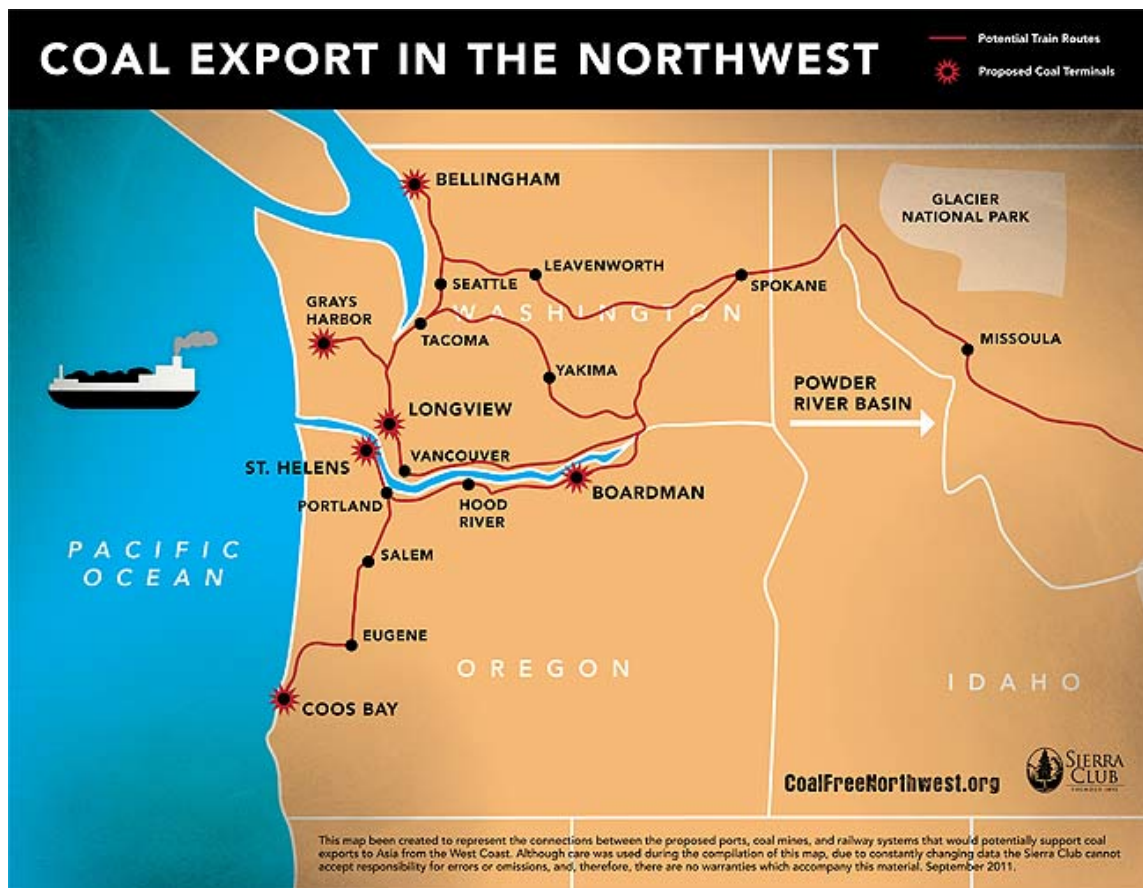 COAL EXPORT IN THE NORTHWEST
Potential Train Routes
Proposed Coal Terminals
BELLINGHAM
GLACIER
NATIONAL PARK
LEAVENWORTH
SEATTLE
SPOKANE
WASHINGTON
GRAYS
HARBOR
TACOMA
MISSOULA
YAKIMA
POWDER
RIVER BASIN
LONGVIEW
VANCOUVER
ST. HELENS
BOARDMAN
PORTLAND
HOOD
RIVER
PACIFIC
OCEAN
SALEM
EUGENE
OREGON
IDAHO
COOS BAY
CoalFreeNorthwest.org
SIERRA
CLUB
FOUNDED 1892
This map been created to represent the connections between the proposed ports, coal mines, and railway systems that would potentially support coal
exports to Asia from the West Coast. Although care was used during the compilation of this map, due to constantly changing data the Sierra Club cannot
accept responsibility for errors or omissions, and, therefore, there are no warranties which accompany this material. September 2011.